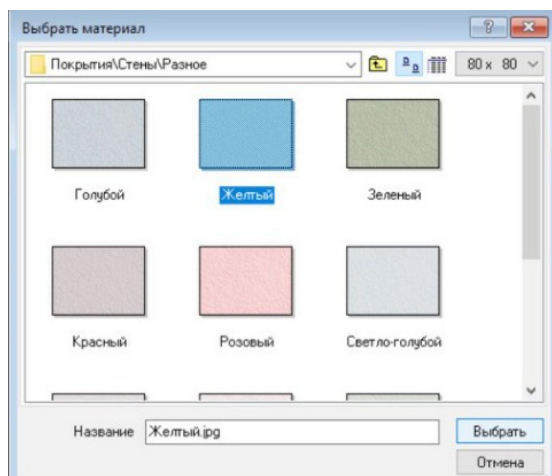 Выбрать материал
Покрытия\Стены\Разное
80 x 80
Голубой Желтый Зеленый
Красный Розовый Светло-голубой
Название Желтый.jpg Выбрать
Отмена